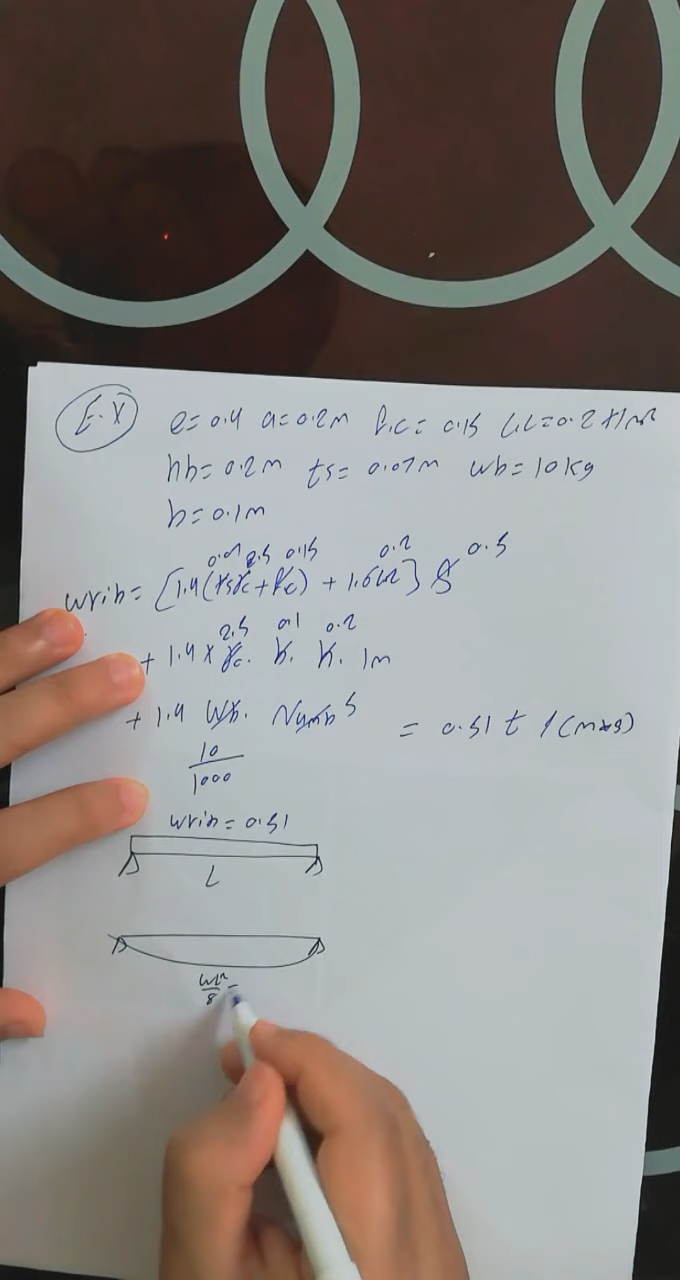 E.X e=0.4 a=0.2m f.c=0.15 L.L=0.2 t/m²
hb=0.2m ts=0.07m wb=10kg
b=0.1m
0.07 2.5 0.15 0.2 0.5
wrib=[1.4(tsγc+f.c)+1.6LL] S
2.5 0.1 0.2
+1.4×γc. b. h. 1m
+1.4 Wb. Numb 5 = 0.51 t/(m×s)
10
1000
wrib=0.51
L
wL²
8 =